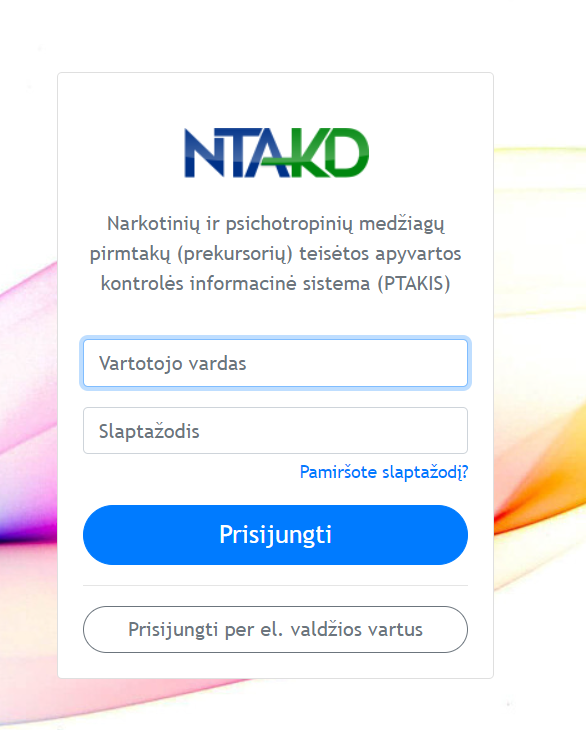 NTAKD
Narkotinių ir psichotropinių medžiagų
pirmtakų (prekursorių) teisėtos apyvartos
kontrolės informacinė sistema (PTAKIS)
Vartotojo vardas
Slaptažodis
Pamiršote slaptažodį?
Prisijungti
Prisijungti per el. valdžios vartus